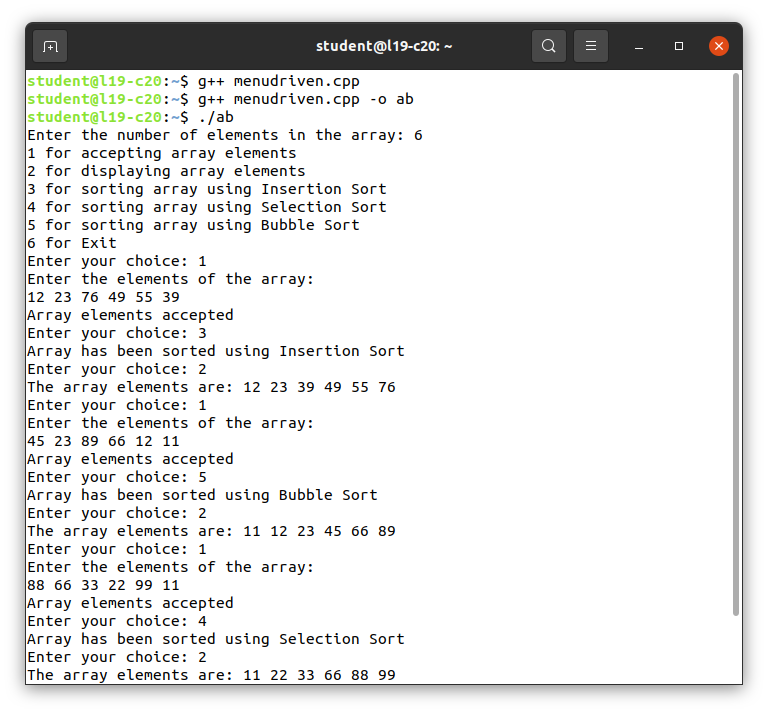 student@l19-c20: ~
student@l19-c20:~$ g++ menudriven.cpp
student@l19-c20:~$ g++ menudriven.cpp -o ab
student@l19-c20:~$ ./ab
Enter the number of elements in the array: 6
1 for accepting array elements
2 for displaying array elements
3 for sorting array using Insertion Sort
4 for sorting array using Selection Sort
5 for sorting array using Bubble Sort
6 for Exit
Enter your choice: 1
Enter the elements of the array:
12 23 76 49 55 39
Array elements accepted
Enter your choice: 3
Array has been sorted using Insertion Sort
Enter your choice: 2
The array elements are: 12 23 39 49 55 76
Enter your choice: 1
Enter the elements of the array:
45 23 89 66 12 11
Array elements accepted
Enter your choice: 5
Array has been sorted using Bubble Sort
Enter your choice: 2
The array elements are: 11 12 23 45 66 89
Enter your choice: 1
Enter the elements of the array:
88 66 33 22 99 11
Array elements accepted
Enter your choice: 4
Array has been sorted using Selection Sort
Enter your choice: 2
The array elements are: 11 22 33 66 88 99